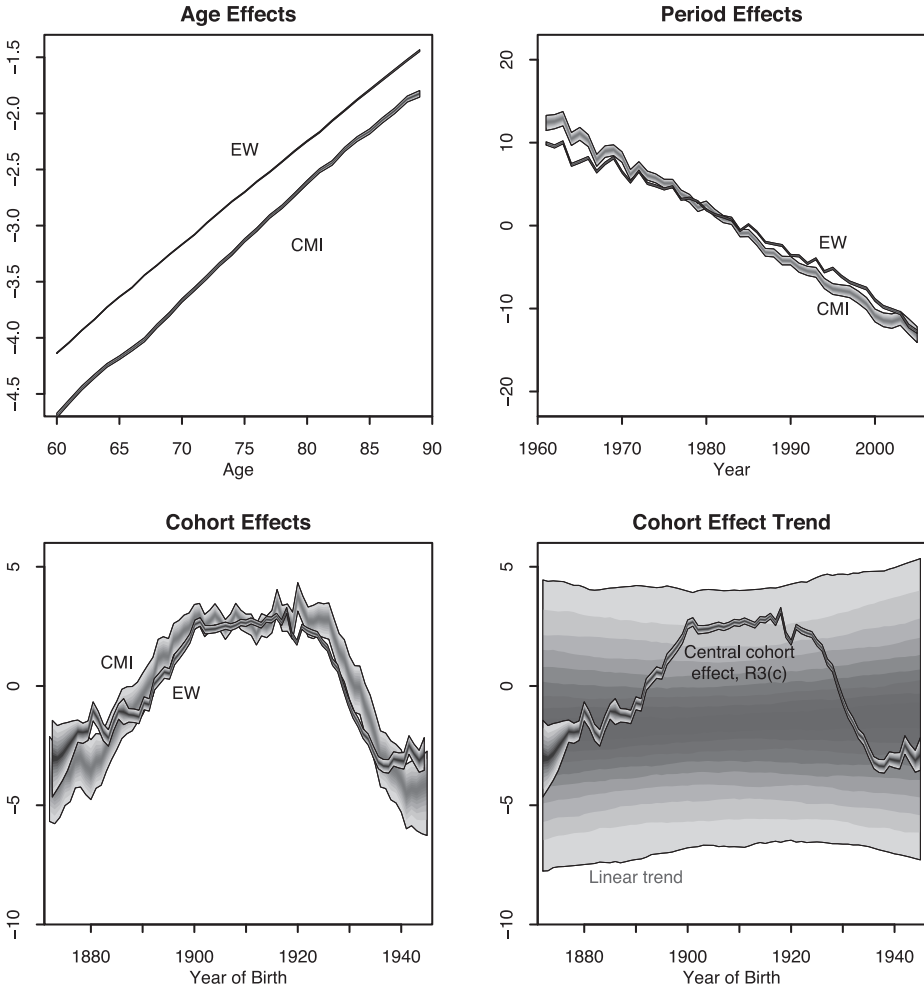 Age Effects
−1.5
−2.0
−2.5
−3.0
−3.5
−4.0
−4.5
EW
CMI
60 65 70 75 80 85 90
Age
Period Effects
20
10
0
−10
−20
EW
CMI
1960 1970 1980 1990 2000
Year
Cohort Effects
5
0
−5
−10
CMI
EW
1880 1900 1920 1940
Year of Birth
Cohort Effect Trend
5
0
−5
−10
Central cohort
effect, R3(c)
Linear trend
1880 1900 1920 1940
Year of Birth